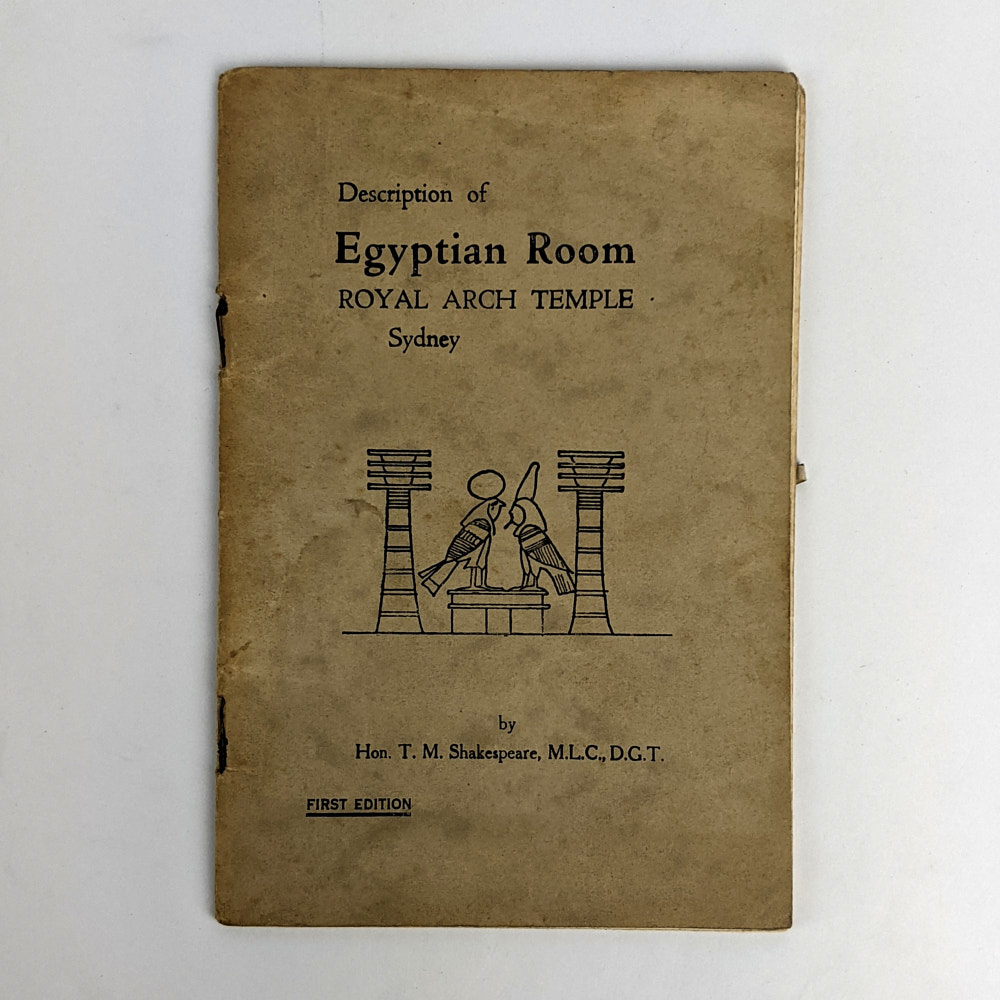 Description of
Egyptian Room
ROYAL ARCH TEMPLE
Sydney
by
Hon. T. M. Shakespeare, M.L.C., D.G.T.
FIRST EDITION